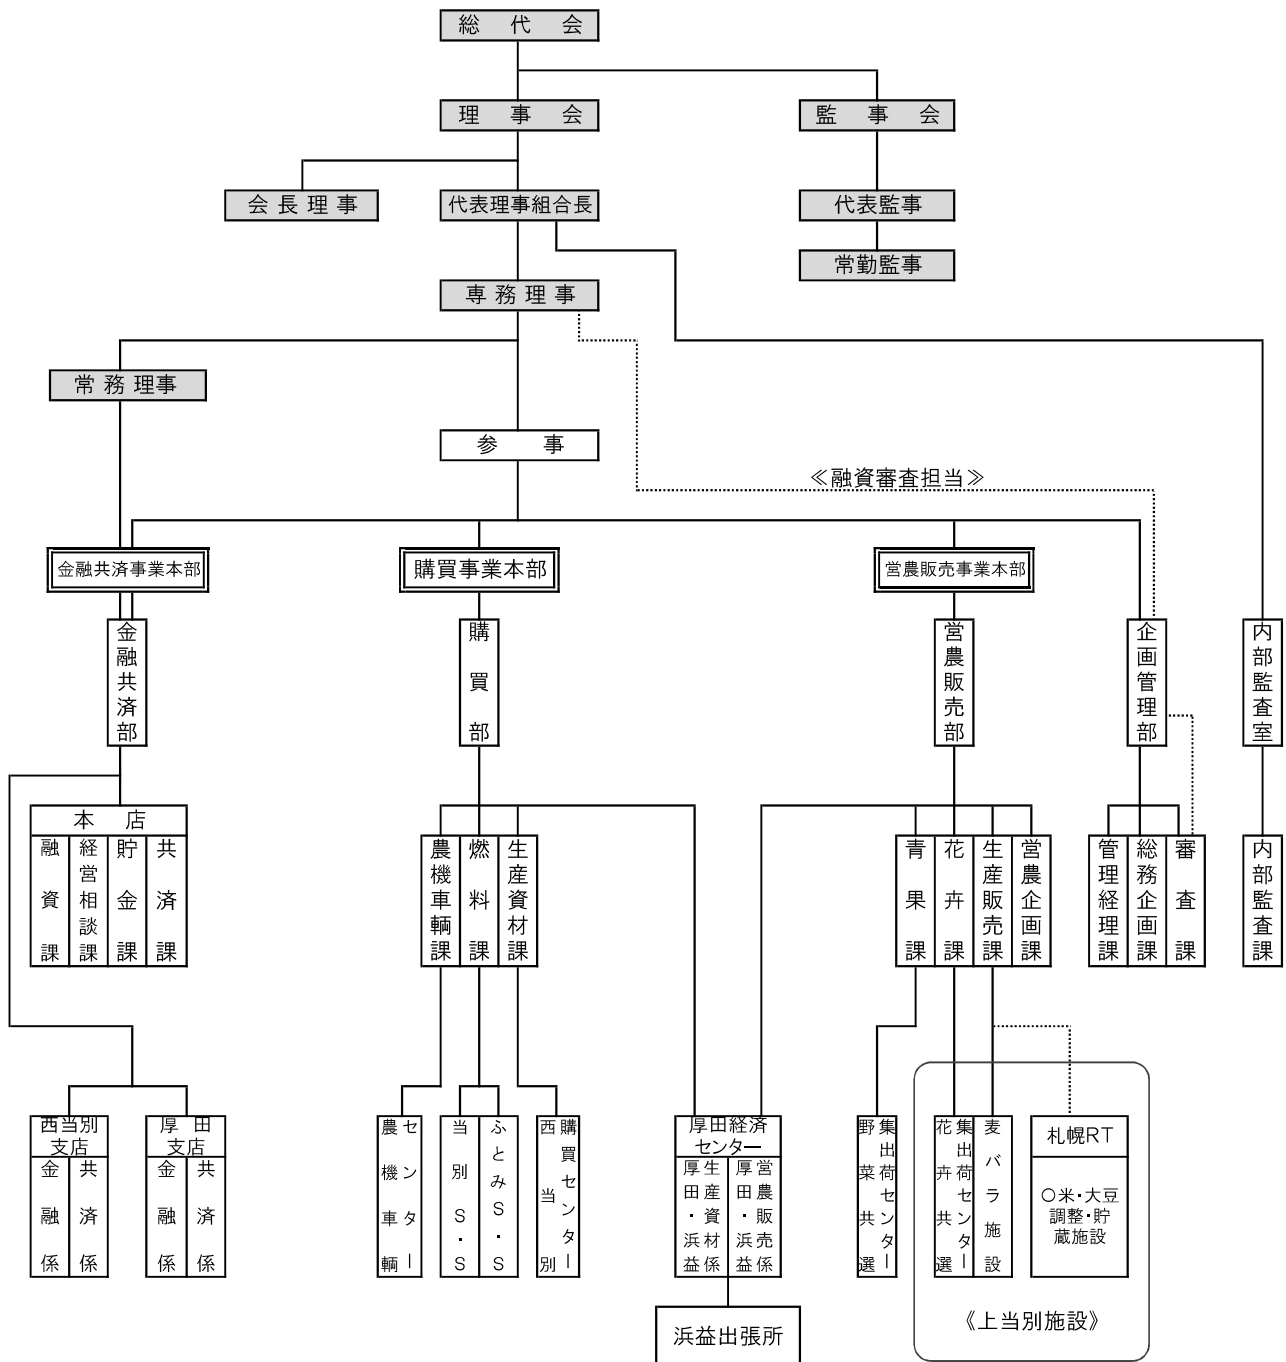 総代会
理事会
監事会
会長理事
代表理事組合長
代表監事
常勤監事
専務理事
常務理事
参事
≪融資審査担当≫
金融共済事業本部
購買事業本部
営農販売事業本部
金融共済部
購買部
営農販売部
企画管理部
内部監査室
本店
融資課
経営相談課
貯金課
共済課
農機車輌課
燃料課
生産資材課
青果課
花卉課
生産販売課
営農企画課
管理経理課
総務企画課
審査課
内部監査課
西当別
支店
金融係
共済係
厚田
支店
金融係
共済係
農機車輌
センター
当別S・S
ふとみS・S
西当別
購買センター
厚田経済
センター
厚田・浜益
生産資材係
厚田・浜益
営農販売係
浜益出張所
野菜共選
集出荷センター
花卉共選
集出荷センター
麦バラ施設
札幌RT
○米・大豆
調整・貯
蔵施設
《上当別施設》